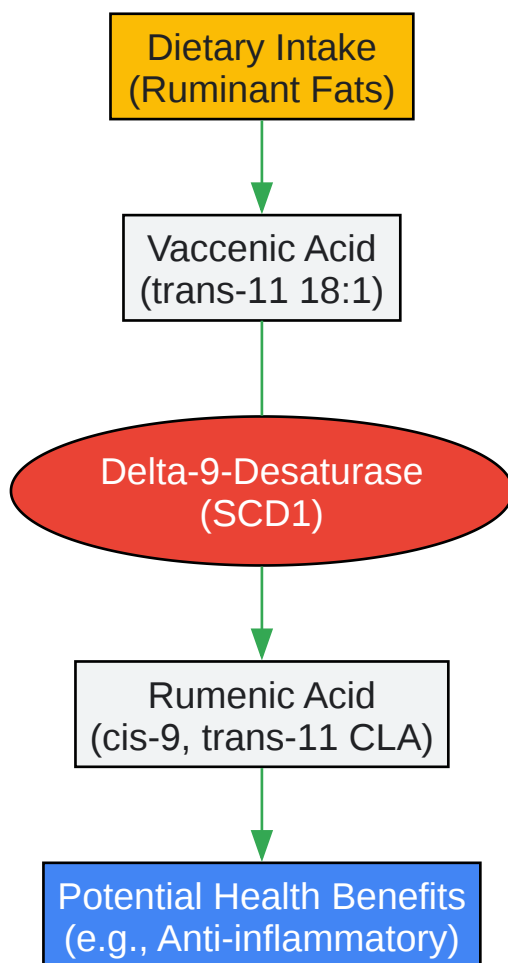 Dietary Intake
(Ruminant Fats)
Vaccenic Acid
(trans-11 18:1)
Delta-9-Desaturase
(SCD1)
Rumenic Acid
(cis-9, trans-11 CLA)
Potential Health Benefits
(e.g., Anti-inflammatory)